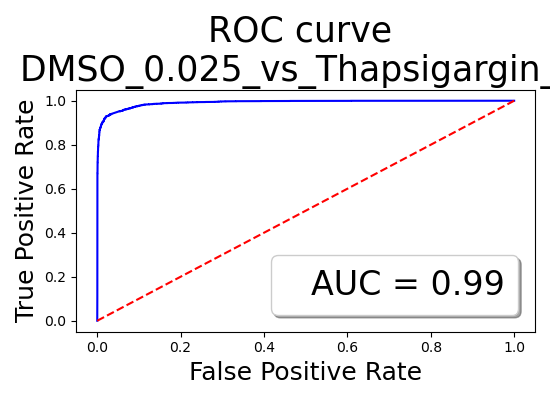 ROC curve
DMSO_0.025_vs_Thapsigargin_
True Positive Rate
1.0
0.8
0.6
0.4
0.2
0.0
AUC = 0.99
0.0 0.2 0.4 0.6 0.8 1.0
False Positive Rate